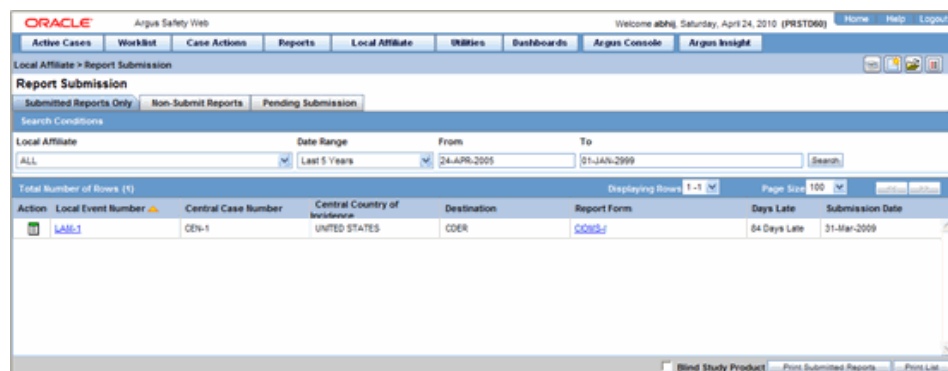 ORACLE Argus Safety Web Welcome abhij, Saturday, April 24, 2010 (PRST060) Home Help Logout
Active Cases Worklist Case Actions Reports Local Affiliate Utilities Dashboards Argus Console Argus Insight
Local Affiliate > Report Submission
Report Submission
Submitted Reports Only Non-Submit Reports Pending Submission
Search Conditions
Local Affiliate Date Range From To
ALL Last 5 Years 24-APR-2005 01-JAN-2999 Search
Total Number of Rows (1) Displaying Rows 1 -1 Page Size 100 <<... ...>>
Action Local Event Number Central Case Number Central Country of Incidence Destination Report Form Days Late Submission Date
LAM-1 CEN-1 UNITED STATES CDER 84 Days Late 31-Mar-2009
Blind Study Product Print Submitted Reports Print List